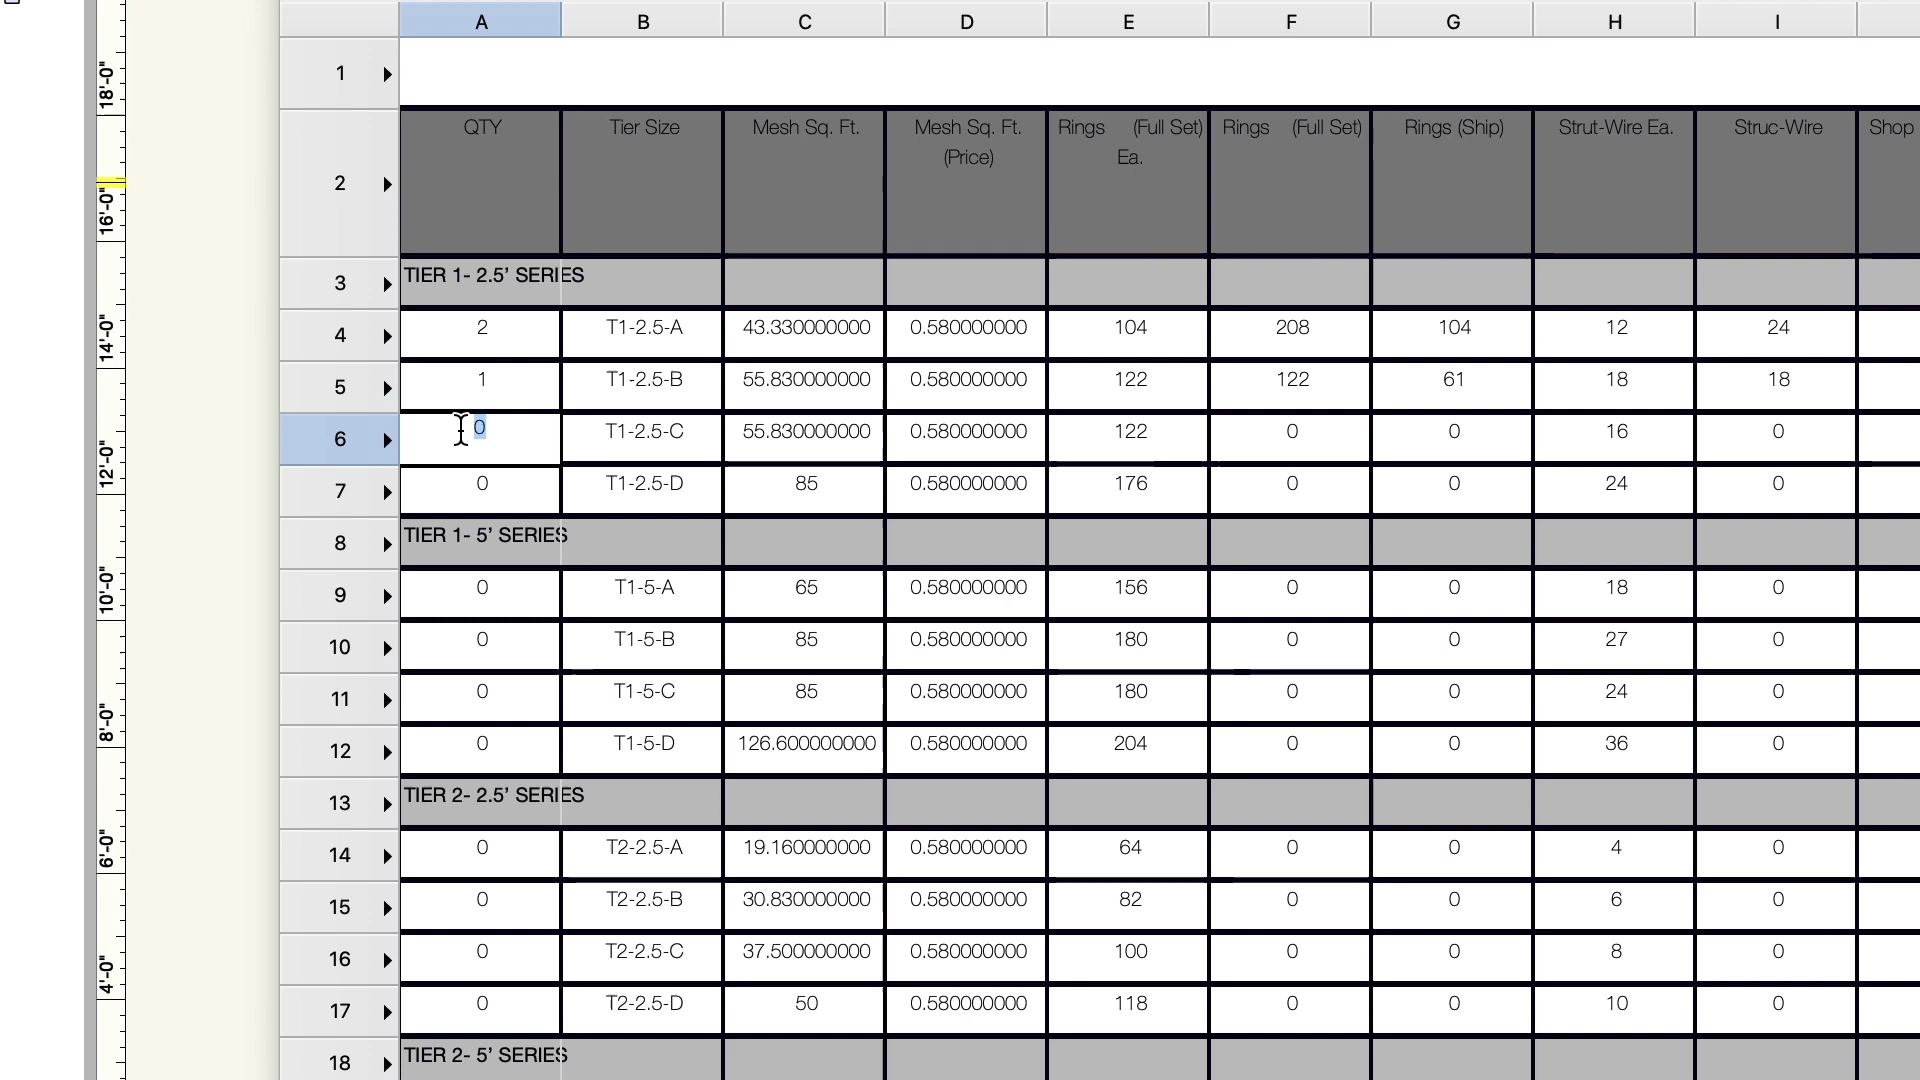 A B C D E F G H I
1
2 QTY Tier Size Mesh Sq. Ft. Mesh Sq. Ft. Rings (Full Set) Rings (Full Set) Rings (Ship) Strut-Wire Ea. Struc-Wire Shop
(Price) Ea.
3 TIER 1- 2.5’ SERIES
4 2 T1-2.5-A 43.330000000 0.580000000 104 208 104 12 24
5 1 T1-2.5-B 55.830000000 0.580000000 122 122 61 18 18
6 0 T1-2.5-C 55.830000000 0.580000000 122 0 0 16 0
7 0 T1-2.5-D 85 0.580000000 176 0 0 24 0
8 TIER 1- 5’ SERIES
9 0 T1-5-A 65 0.580000000 156 0 0 18 0
10 0 T1-5-B 85 0.580000000 180 0 0 27 0
11 0 T1-5-C 85 0.580000000 180 0 0 24 0
12 0 T1-5-D 126.600000000 0.580000000 204 0 0 36 0
13 TIER 2- 2.5’ SERIES
14 0 T2-2.5-A 19.160000000 0.580000000 64 0 0 4 0
15 0 T2-2.5-B 30.830000000 0.580000000 82 0 0 6 0
16 0 T2-2.5-C 37.500000000 0.580000000 100 0 0 8 0
17 0 T2-2.5-D 50 0.580000000 118 0 0 10 0
18 TIER 2- 5’ SERIES
18'-0"
16'-0"
14'-0"
12'-0"
10'-0"
8'-0"
6'-0"
4'-0"